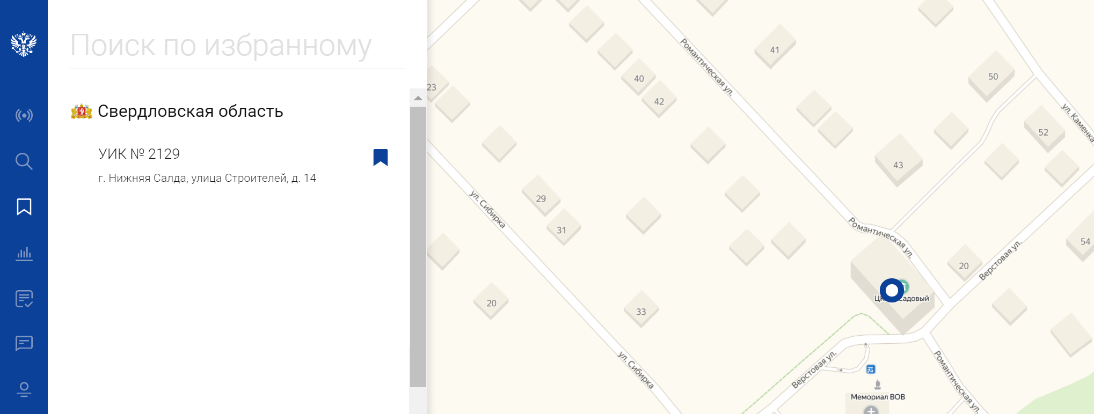 Поиск по избранному
Свердловская область
УИК № 2129
г. Нижняя Салда, улица Строителей, д. 14
23
40
42
Романтическая ул.
41
50
ул. Каменка
52
43
29
31
ул. Сибирка
Романтическая ул.
54
20
Верстовая ул.
Садовый
20
33
ул. Сибирка
Верстовая ул.
Романтическая ул.
Мемориал ВОВ